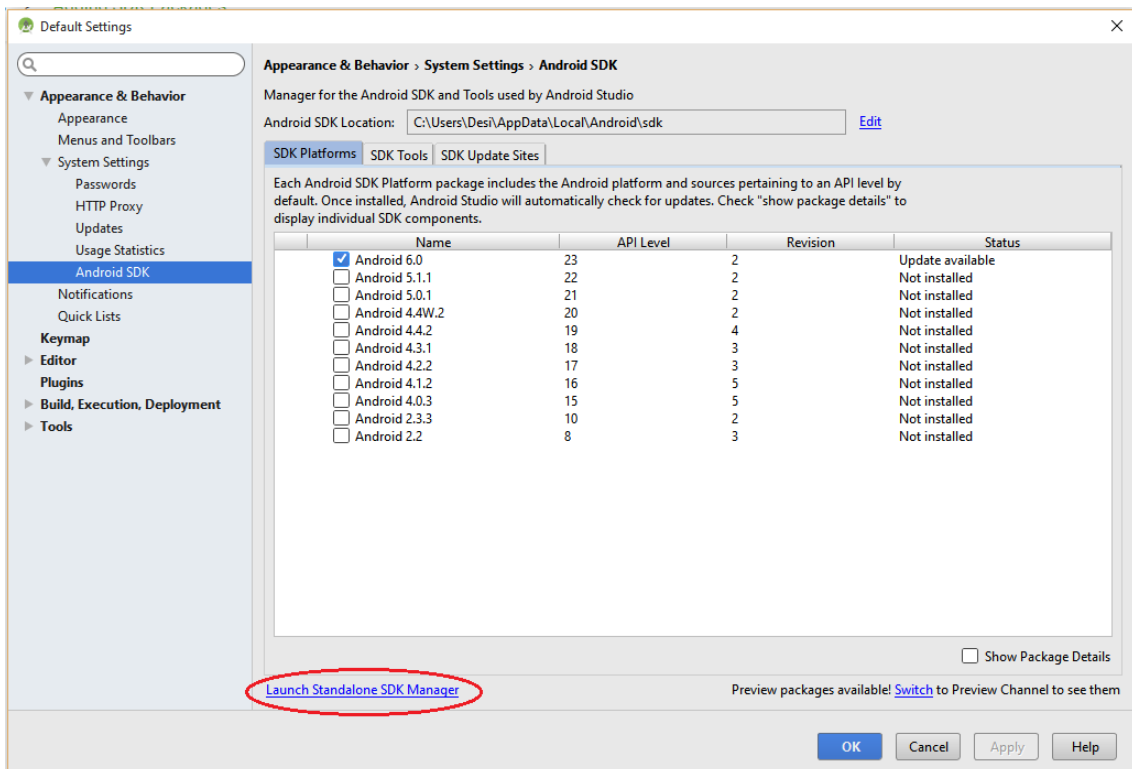 Default Settings
Appearance & Behavior
Appearance
Menus and Toolbars
System Settings
Passwords
HTTP Proxy
Updates
Usage Statistics
Android SDK
Notifications
Quick Lists
Keymap
Editor
Plugins
Build, Execution, Deployment
Tools
Appearance & Behavior › System Settings › Android SDK
Manager for the Android SDK and Tools used by Android Studio
Android SDK Location: C:\Users\Desi\AppData\Local\Android\sdk Edit
SDK Platforms SDK Tools SDK Update Sites
Each Android SDK Platform package includes the Android platform and sources pertaining to an API level by
default. Once installed, Android Studio will automatically check for updates. Check "show package details" to
display individual SDK components.
Name API Level Revision Status
Android 6.0 23 2 Update available
Android 5.1.1 22 2 Not installed
Android 5.0.1 21 2 Not installed
Android 4.4W.2 20 2 Not installed
Android 4.4.2 19 4 Not installed
Android 4.3.1 18 3 Not installed
Android 4.2.2 17 3 Not installed
Android 4.1.2 16 5 Not installed
Android 4.0.3 15 5 Not installed
Android 2.3.3 10 2 Not installed
Android 2.2 8 3 Not installed
Show Package Details
Launch Standalone SDK Manager Preview packages available! Switch to Preview Channel to see them
OK Cancel Apply Help